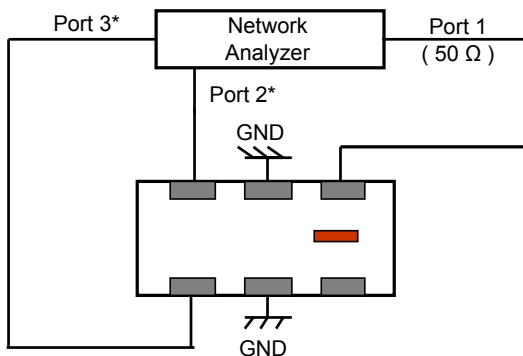 Port 3*
Network
Analyzer
Port 1
( 50 Ω )
Port 2*
GND
GND